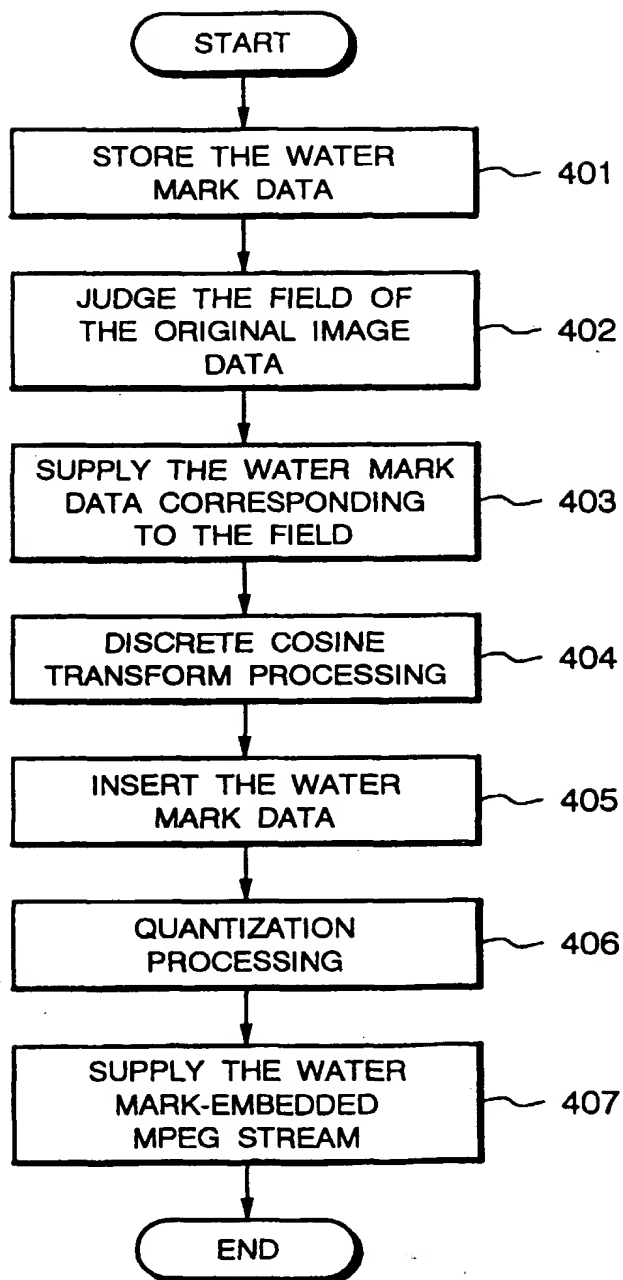 START
STORE THE WATER
MARK DATA
401
JUDGE THE FIELD OF
THE ORIGINAL IMAGE
DATA
402
SUPPLY THE WATER MARK
DATA CORRESPONDING
TO THE FIELD
403
DISCRETE COSINE
TRANSFORM PROCESSING
404
INSERT THE WATER
MARK DATA
405
QUANTIZATION
PROCESSING
406
SUPPLY THE WATER
MARK-EMBEDDED
MPEG STREAM
407
END